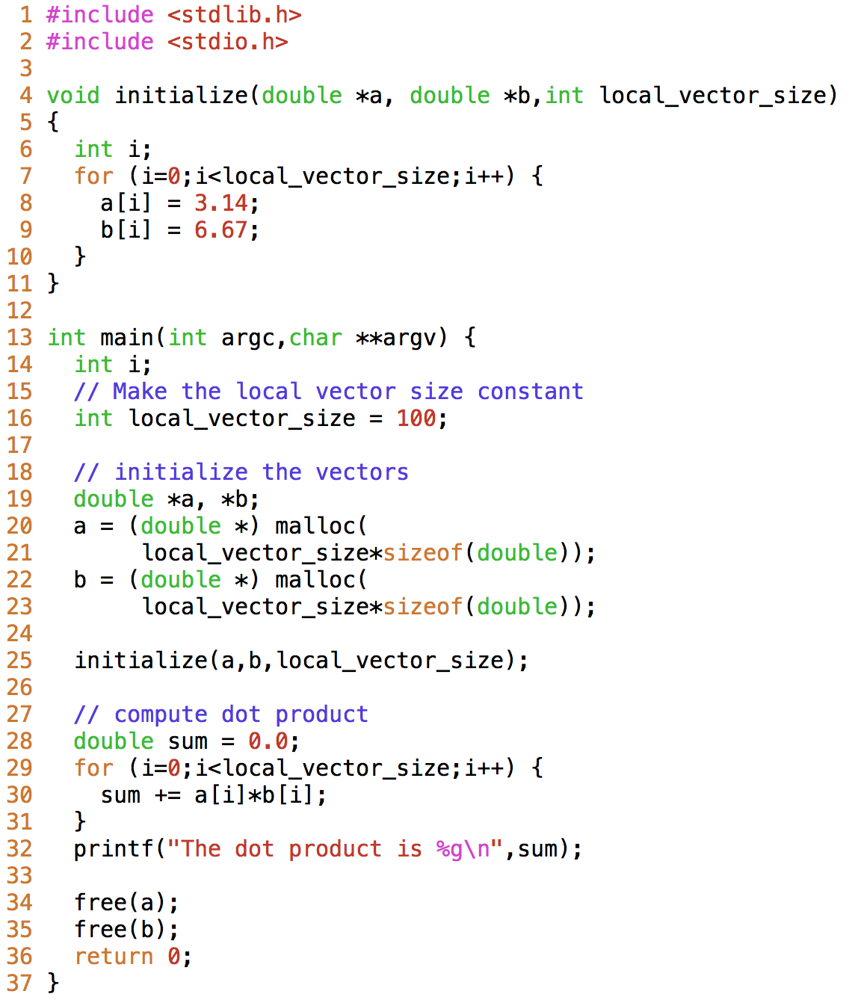 1 #include <stdlib.h>
2 #include <stdio.h>
3
4 void initialize(double *a, double *b,int local_vector_size)
5 {
6   int i;
7   for (i=0;i<local_vector_size;i++) {
8     a[i] = 3.14;
9     b[i] = 6.67;
10   }
11 }
12
13 int main(int argc,char **argv) {
14   int i;
15   // Make the local vector size constant
16   int local_vector_size = 100;
17
18   // initialize the vectors
19   double *a, *b;
20   a = (double *) malloc(
21        local_vector_size*sizeof(double));
22   b = (double *) malloc(
23        local_vector_size*sizeof(double));
24
25   initialize(a,b,local_vector_size);
26
27   // compute dot product
28   double sum = 0.0;
29   for (i=0;i<local_vector_size;i++) {
30     sum += a[i]*b[i];
31   }
32   printf("The dot product is %g\n",sum);
33
34   free(a);
35   free(b);
36   return 0;
37 }